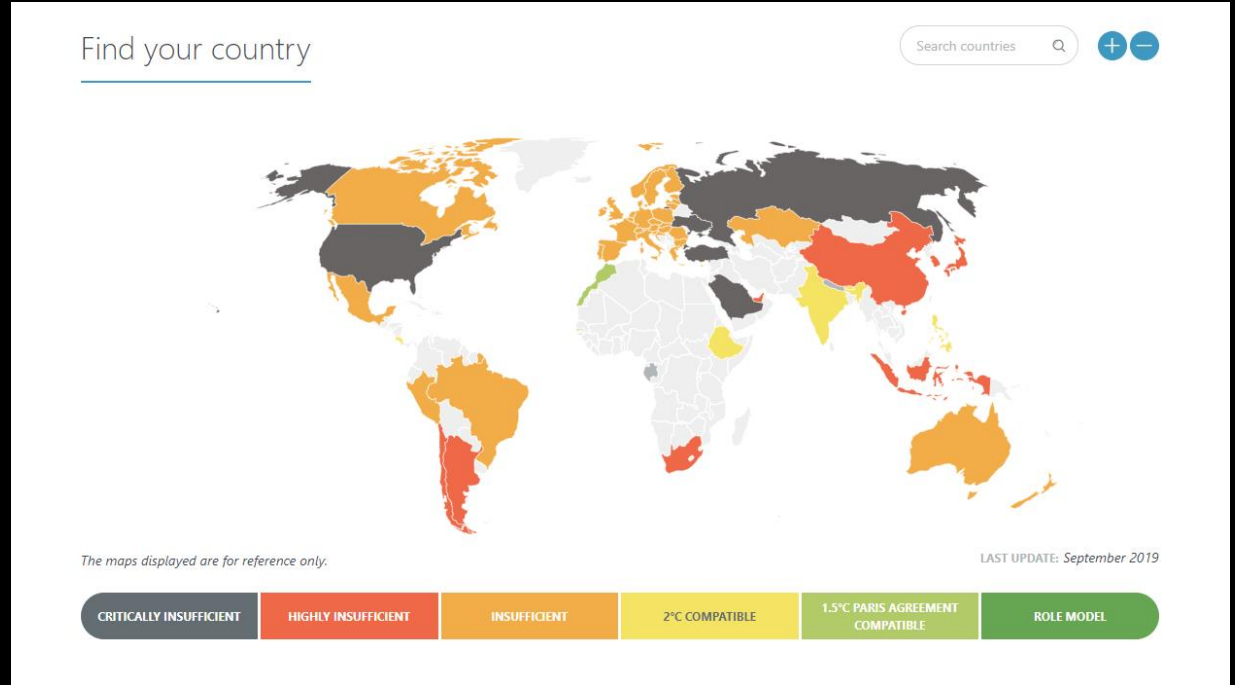 Find your country
Search countries
The maps displayed are for reference only.
LAST UPDATE: September 2019
CRITICALLY INSUFFICIENT
HIGHLY INSUFFICIENT
INSUFFICIENT
2°C COMPATIBLE
1.5°C PARIS AGREEMENT
COMPATIBLE
ROLE MODEL